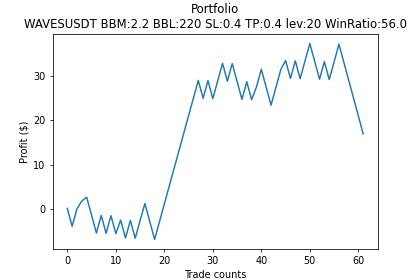 Portfolio
WAVESUSDT BBM:2.2 BBL:220 SL:0.4 TP:0.4 lev:20 WinRatio:56.0
Profit ($)
30
20
10
0
0 10 20 30 40 50 60
Trade counts